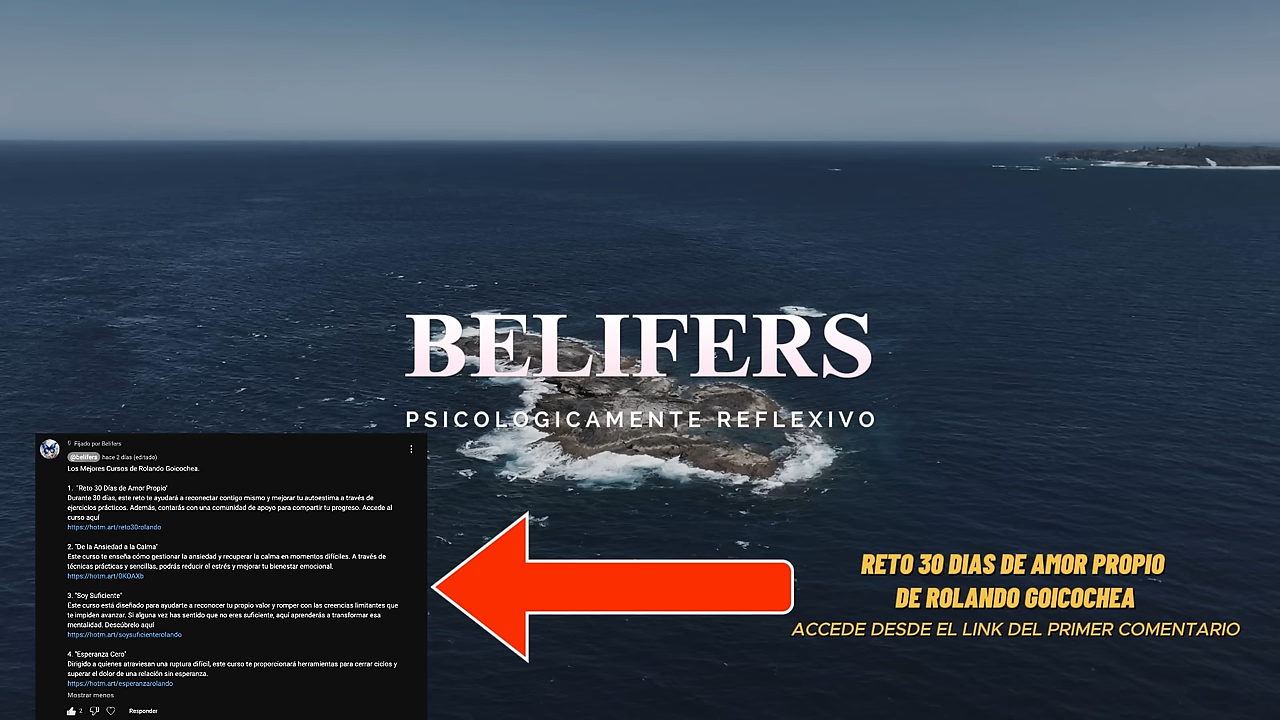 BELIFERS
PSICOLOGICAMENTE REFLEXIVO
Fijado por Belifers
@belifers hace 2 días (editado)
Los Mejores Cursos de Rolando Goicochea.
1. "Reto 30 Días de Amor Propio"
Durante 30 días, este reto te ayudará a reconectar contigo mismo y mejorar tu autoestima a través de
ejercicios prácticos. Además, contarás con una comunidad de apoyo para compartir tu progreso. Accede al
curso aquí
https://hotm.art/reto30rolando
2. "De la Ansiedad a la Calma"
Este curso te enseña cómo gestionar la ansiedad y recuperar la calma en momentos difíciles. A través de
técnicas prácticas y sencillas, podrás reducir el estrés y mejorar tu bienestar emocional.
https://hotm.art/0K0AXb
3. "Soy Suficiente"
Este curso está diseñado para ayudarte a reconocer tu propio valor y romper con las creencias limitantes que
te impiden avanzar. Si alguna vez has sentido que no eres suficiente, aquí aprenderás a transformar esa
mentalidad. Descúbrelo aquí
https://hotm.art/soysuficienterolando
4. "Esperanza Cero"
Dirigido a quienes atraviesan una ruptura difícil, este curso te proporcionará herramientas para cerrar ciclos y
superar el dolor de una relación sin esperanza.
https://hotm.art/esperanzarolando
Mostrar menos
2 Responder
RETO 30 DIAS DE AMOR PROPIO
DE ROLANDO GOICOCHEA
ACCEDE DESDE EL LINK DEL PRIMER COMENTARIO